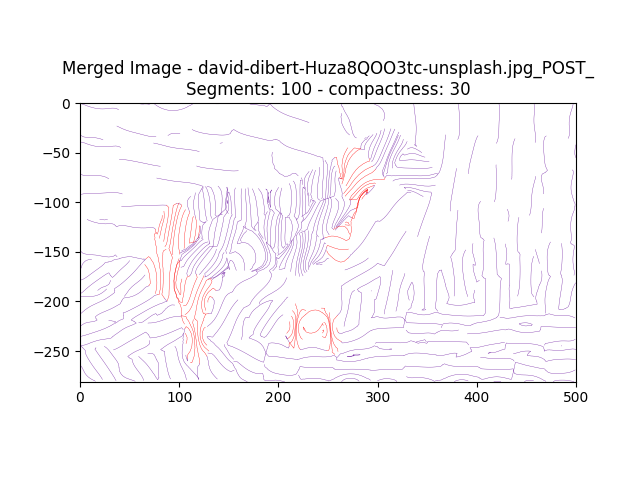 Merged Image - david-dibert-Huza8QOO3tc-unsplash.jpg_POST_
Segments: 100 - compactness: 30
0
−50
−100
−150
−200
−250
0 100 200 300 400 500